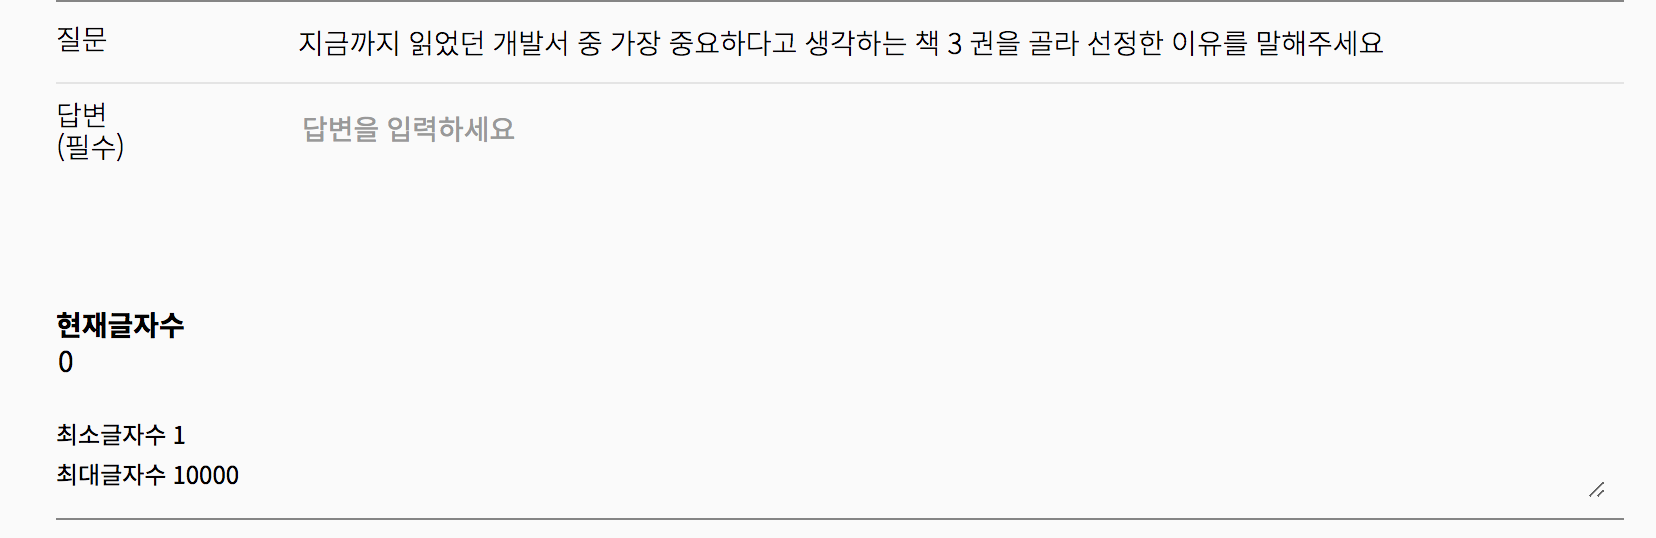 질문
지금까지 읽었던 개발서 중 가장 중요하다고 생각하는 책 3 권을 골라 선정한 이유를 말해주세요
답변
(필수)
답변을 입력하세요
현재글자수
0
최소글자수 1
최대글자수 10000